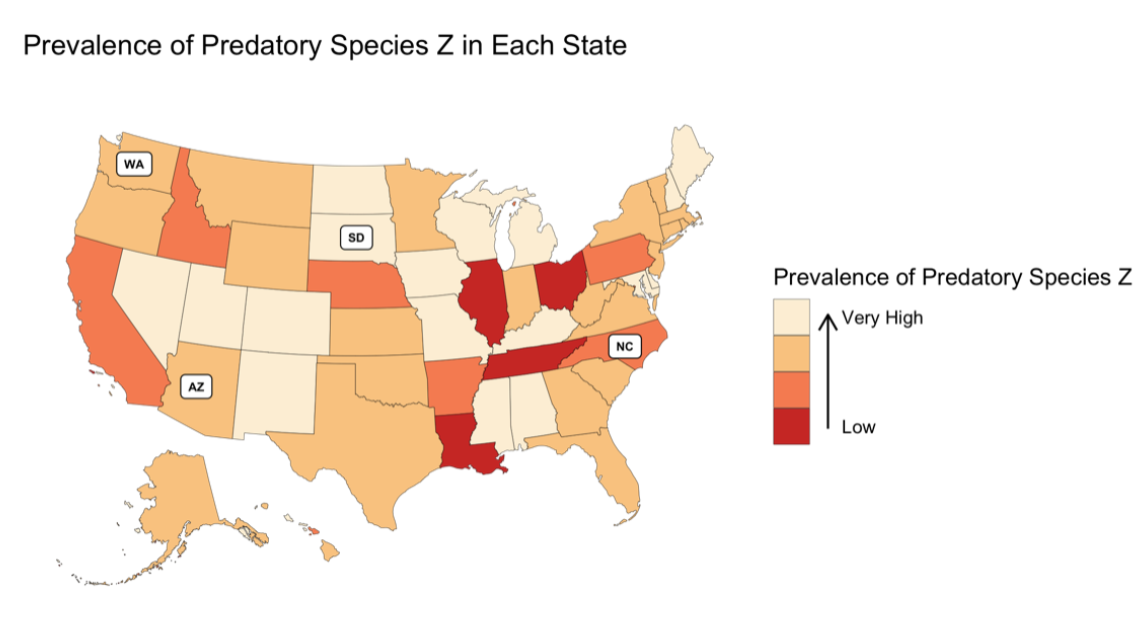 Prevalence of Predatory Species Z in Each State
WA
SD
AZ
NC
Prevalence of Predatory Species Z
Very High
Low